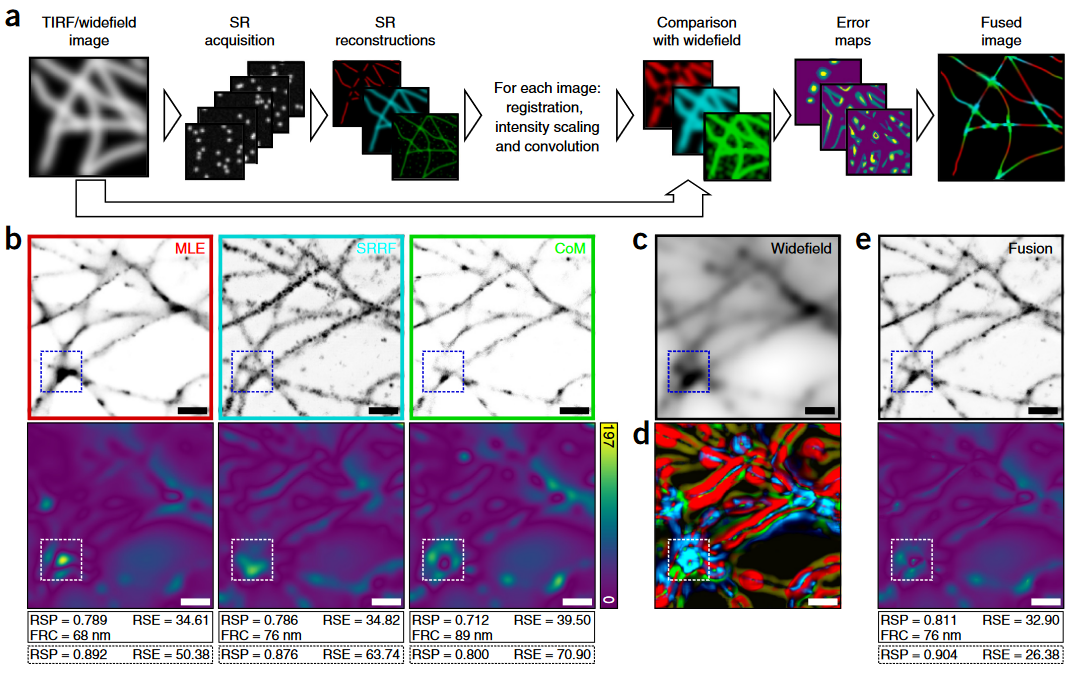 a
TIRF/widefield
image
SR
acquisition
SR
reconstructions
For each image:
registration,
intensity scaling
and convolution
Comparison
with widefield
Error
maps
Fused
image
b
MLE
SRRF
CoM
197
0
RSP = 0.789 RSE = 34.61
FRC = 68 nm
RSP = 0.892 RSE = 50.38
RSP = 0.786 RSE = 34.82
FRC = 76 nm
RSP = 0.876 RSE = 63.74
RSP = 0.712 RSE = 39.50
FRC = 89 nm
RSP = 0.800 RSE = 70.90
c
Widefield
d
e
Fusion
RSP = 0.811 RSE = 32.90
FRC = 76 nm
RSP = 0.904 RSE = 26.38